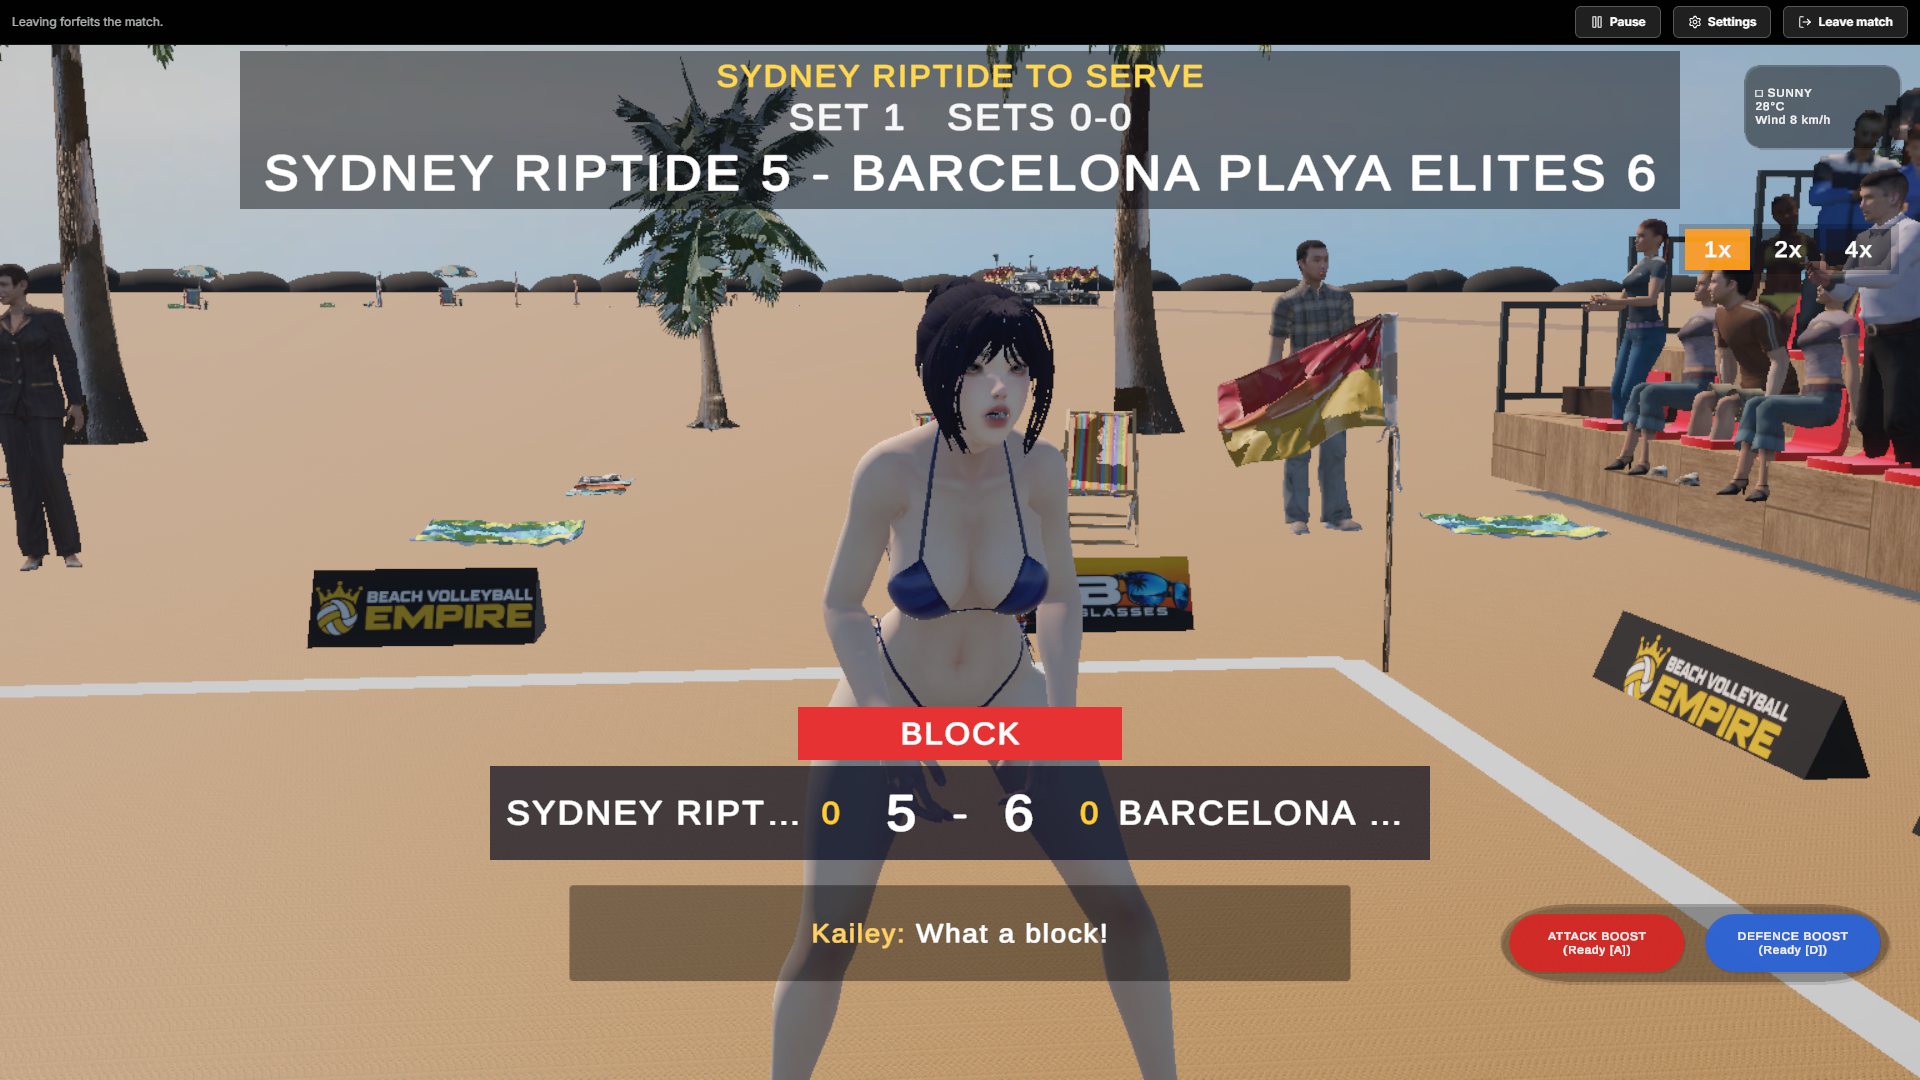 Leaving forfeits the match.
Pause
Settings
Leave match
SYDNEY RIPTIDE TO SERVE
SET 1 SETS 0-0
SYDNEY RIPTIDE 5 - BARCELONA PLAYA ELITES 6
SUNNY
28°C
Wind 8 km/h
1x 2x 4x
BEACH VOLLEYBALL
EMPIRE
GLASSES
BEACH VOLLEYBALL
EMPIRE
BLOCK
SYDNEY RIPT... 0 5 - 6 0 BARCELONA ...
Kailey: What a block!
ATTACK BOOST
(Ready [A])
DEFENCE BOOST
(Ready [D])